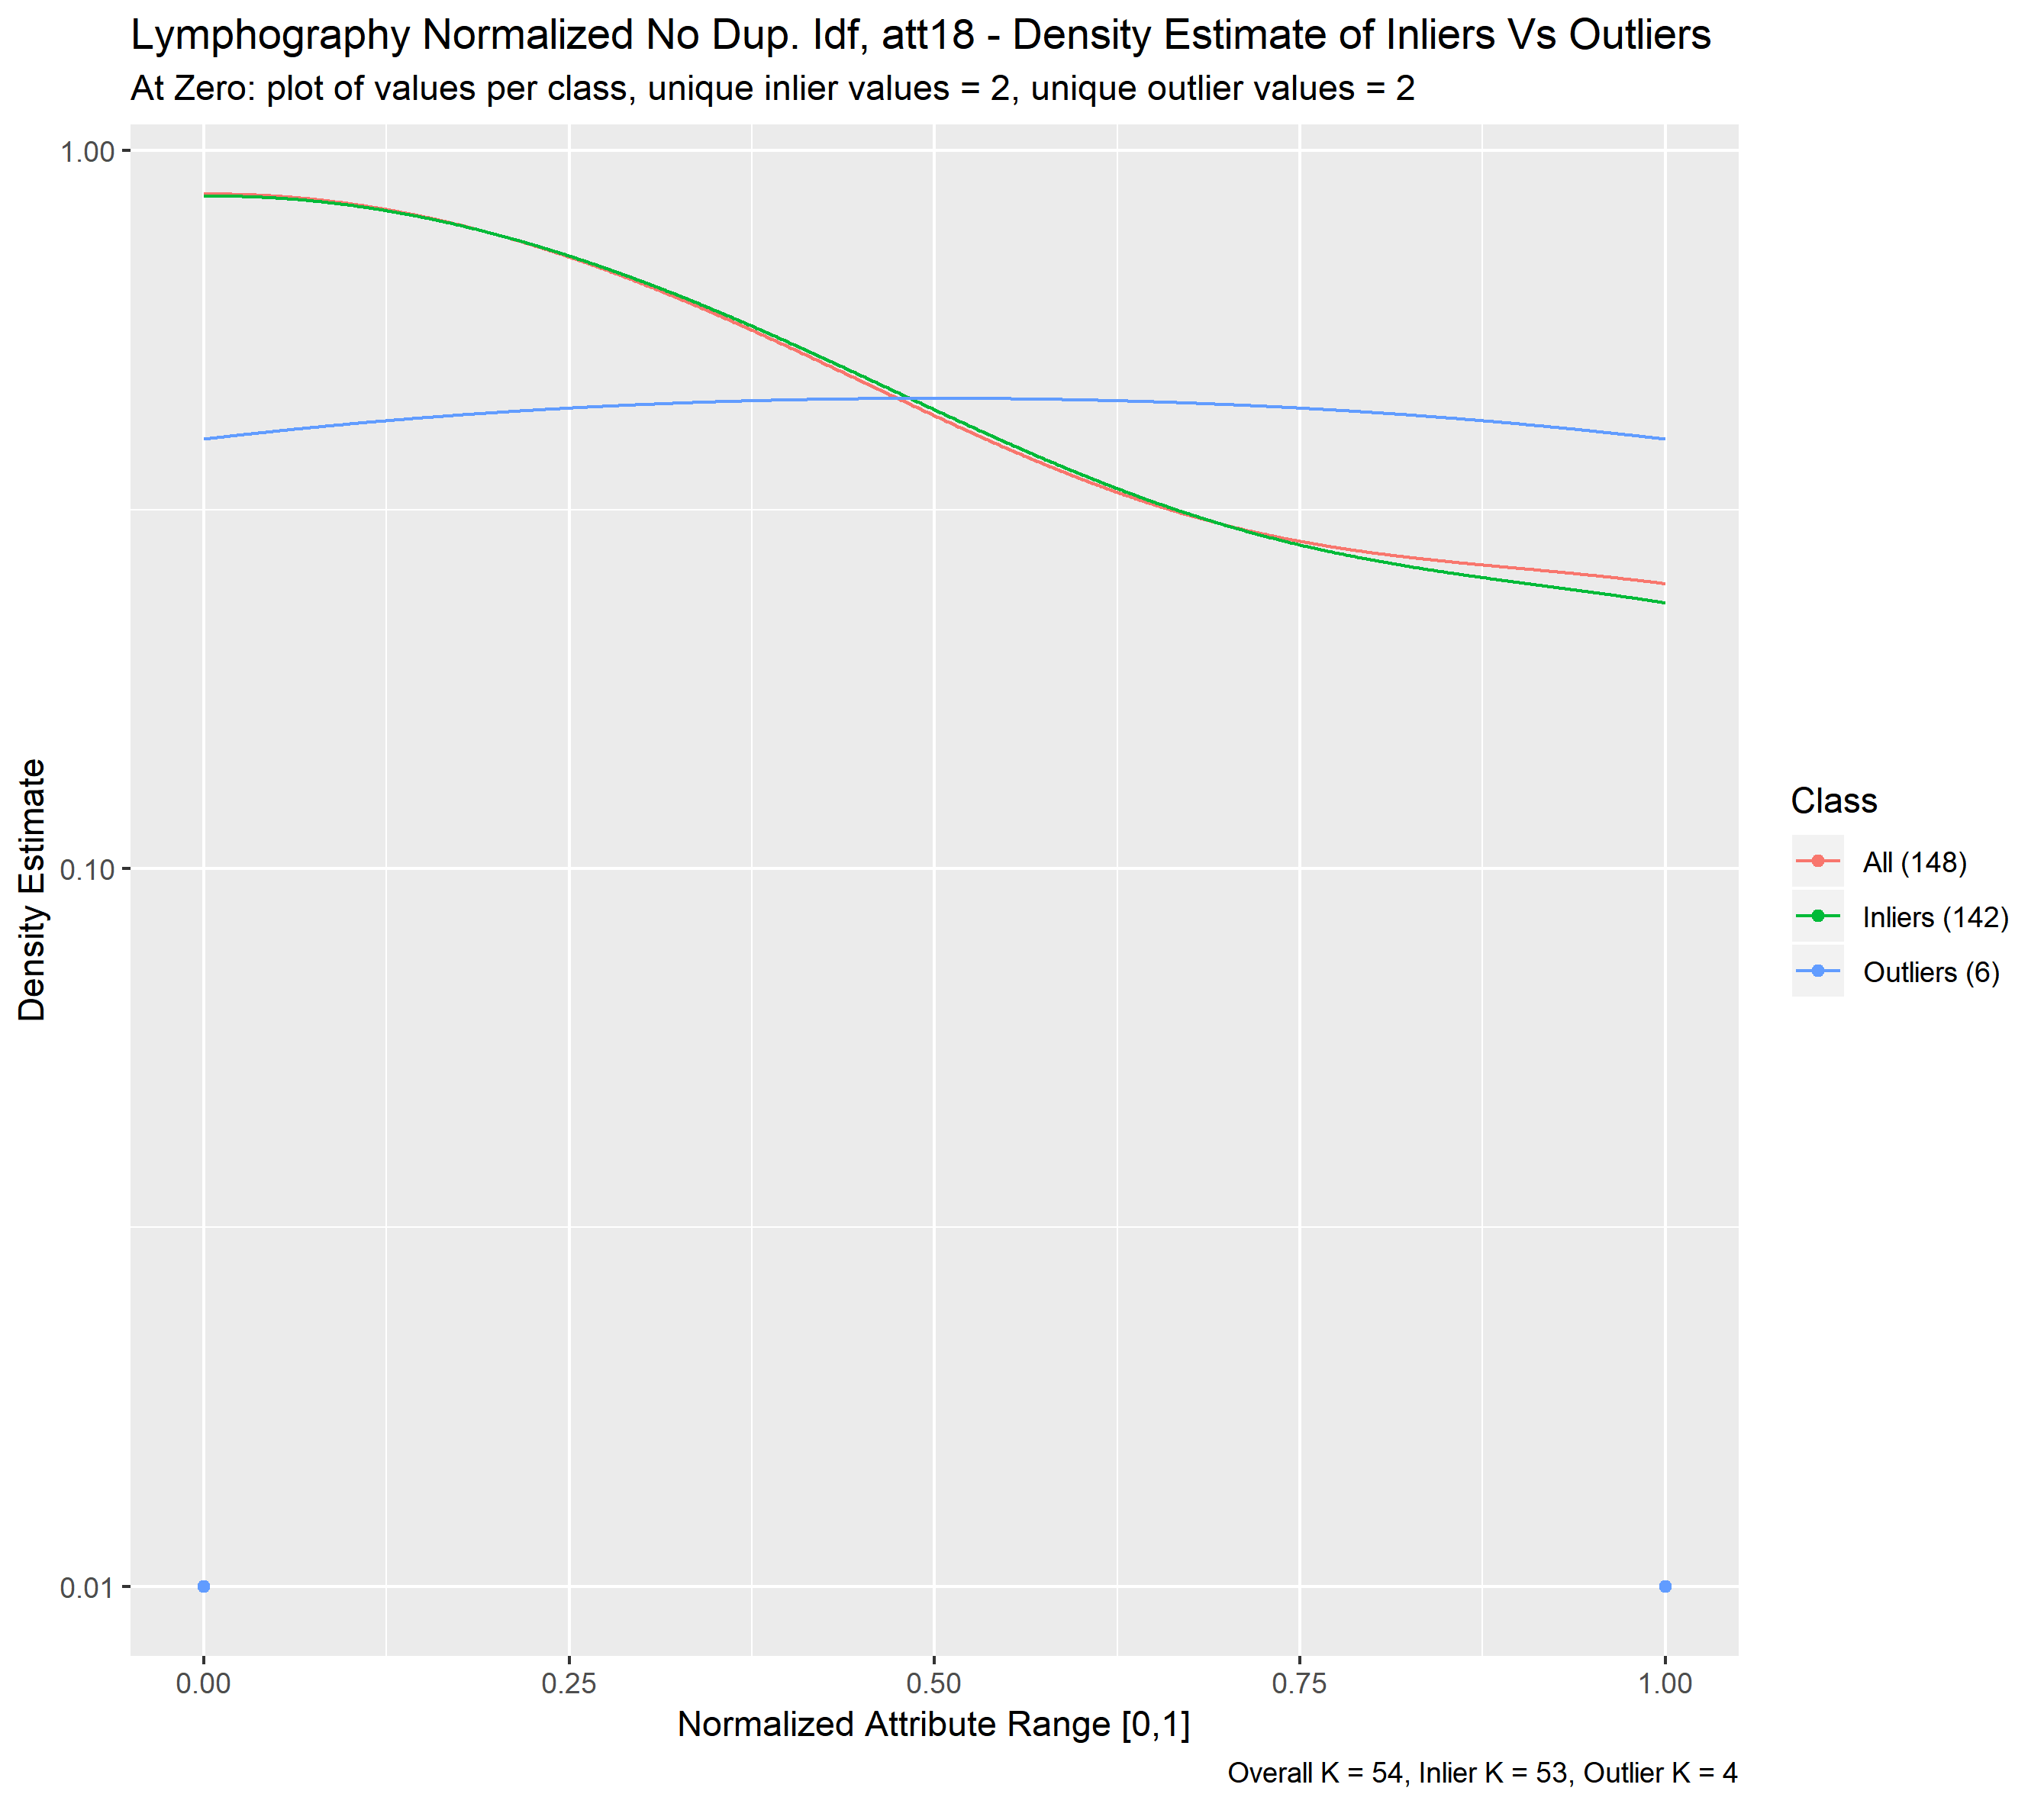 Lymphography Normalized No Dup. Idf, att18 - Density Estimate of Inliers Vs Outliers
At Zero: plot of values per class, unique inlier values = 2, unique outlier values = 2
1.00
0.10
0.01
Density Estimate
0.00 0.25 0.50 0.75 1.00
Normalized Attribute Range [0,1]
Overall K = 54, Inlier K = 53, Outlier K = 4
Class
All (148)
Inliers (142)
Outliers (6)